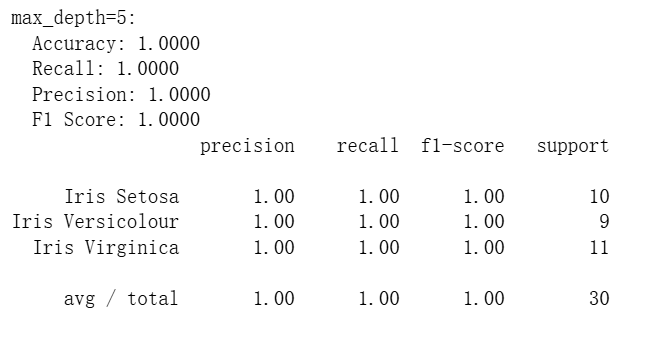 max_depth=5:
Accuracy: 1.0000
Recall: 1.0000
Precision: 1.0000
F1 Score: 1.0000
precision recall f1-score support
Iris Setosa 1.00 1.00 1.00 10
Iris Versicolour 1.00 1.00 1.00 9
Iris Virginica 1.00 1.00 1.00 11
avg / total 1.00 1.00 1.00 30